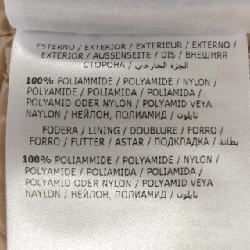 ESTERNO / EXTERIOR / EXTERIEUR / EXTERNO /
EXTERIOR / AUSSENSEITE / DIS / ВНЕШНЯЯ
СТОРОНА / الجزء الخارجي /
100% POLIAMMIDE / POLYAMIDE / NYLON /
POLYAMIDE / POLIAMIDA / POLIAMIDA /
POLYAMID ODER NYLON / POLYAMID VEYA
NAYLON / НЕЙЛОН, ПОЛИАМИД / نايلون /
FODERA / LINING / DOUBLURE / FORRO /
FORRO / FUTTER / ASTAR / ПОДКЛАДКА / بطانة /
100% POLIAMMIDE / POLYAMIDE / NYLON /
POLYAMIDE / POLIAMIDA / POLIAMIDA /
POLYAMID ODER NYLON / POLYAMID VEYA
NAYLON / НЕЙЛОН, ПОЛИАМИД / نايلون /